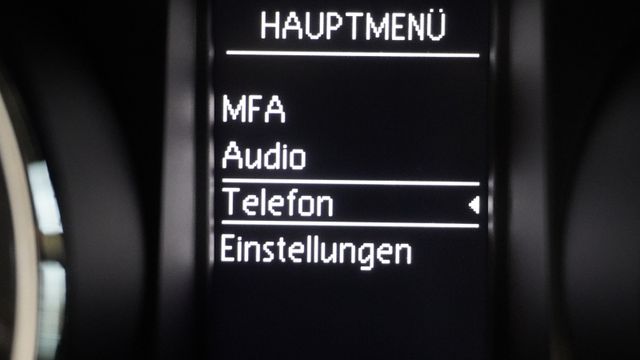 HAUPTMENÜ
MFA
Audio
Telefon
Einstellungen